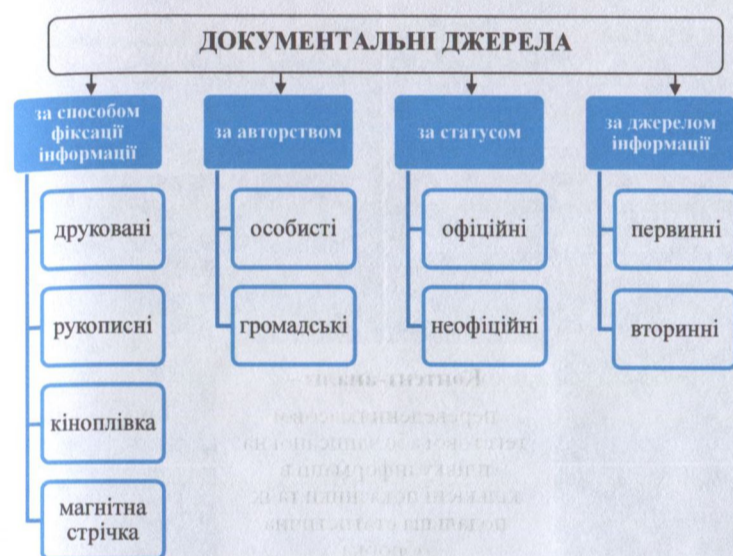 ДОКУМЕНТАЛЬНІ ДЖЕРЕЛА
за способом
фіксації
інформації
за авторством
за статусом
за джерелом
інформації
друковані
особисті
офіційні
первинні
рукописні
громадські
неофіційні
вторинні
кіноплівка
магнітна
стрічка
Контент-аналіз